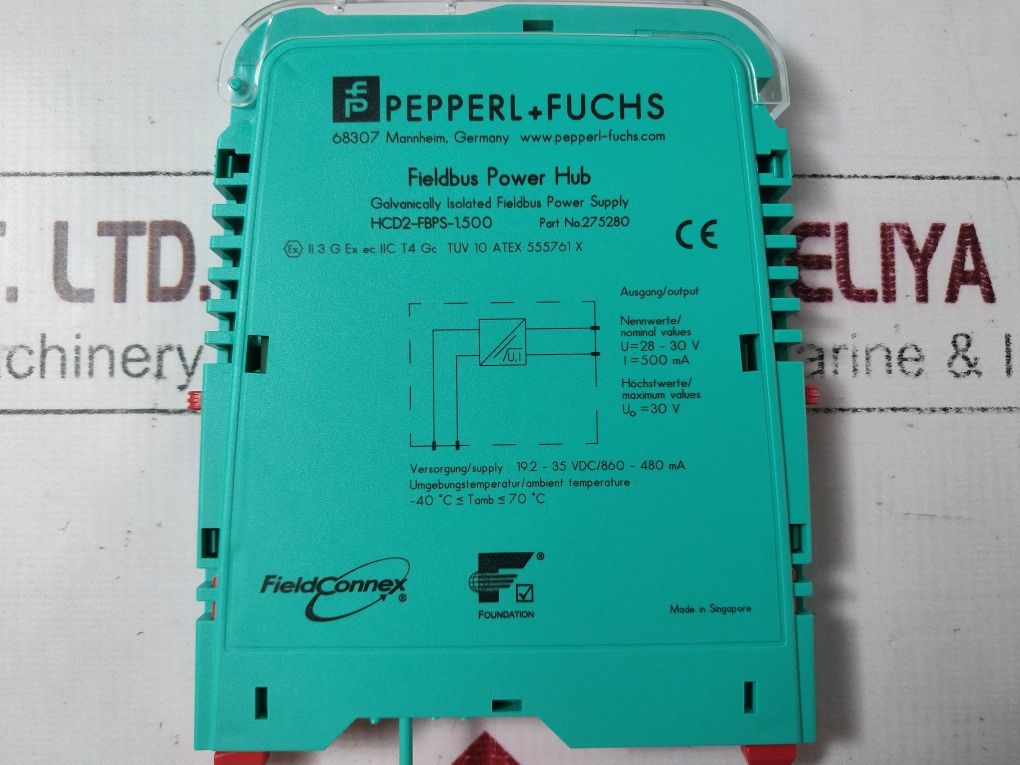 PEPPERL+FUCHS
68307 Mannheim, Germany www.pepperl-fuchs.com
Fieldbus Power Hub
Galvanically Isolated Fieldbus Power Supply
HCD2-FBPS-1.500 Part No.275280
CE
Ex II 3 G Ex ec IIC T4 Gc TÜV 10 ATEX 555761 X
T. LTD.
ELIYA
chinery
arine & I
Ausgang/output
Nennwerte/
nominal values
U=28 - 30 V
I=500 mA
U, I
Höchstwerte/
maximum values
Uo =30 V
Versorgung/supply 19.2 - 35 VDC/860 - 480 mA
Umgebungstemperatur/ambient temperature
-40 °C ≤ Tamb ≤ 70 °C
FieldConnex®
F®
FOUNDATION
Made in Singapore